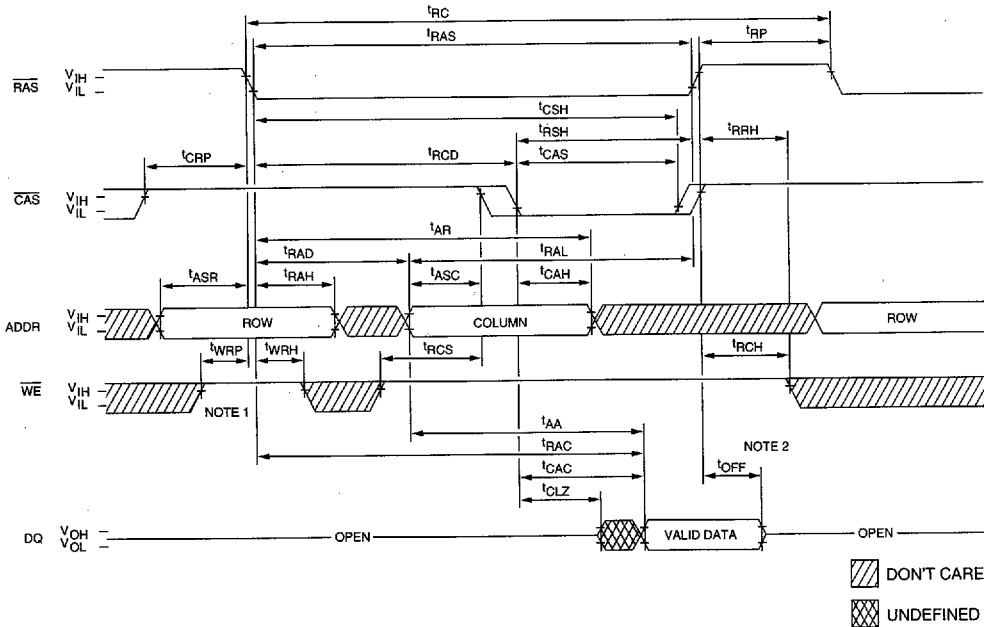 tRC
tRAS
tRP
RAS
VIH
VIL
tCSH
tRSH
tRRH
tCRP
tRCD
tCAS
CAS
VIH
VIL
tAR
tRAD
tRAL
tASR
tRAH
tASC
tCAH
ADDR
VIH
VIL
ROW
COLUMN
ROW
tWRP
tWRH
tRCS
tRCH
WE
VIH
VIL
NOTE 1
tAA
tRAC
NOTE 2
tCAC
tOFF
tCLZ
DQ
VOH
VOL
OPEN
VALID DATA
OPEN
DON'T CARE
UNDEFINED